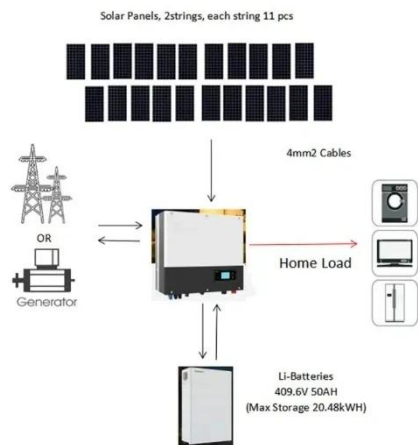 Solar Panels, 2strings, each string 11 pcs
4mm2 Cables
OR
Generator
Home Load
Li-Batteries
409.6V 50AH
(Max Storage 20.48kWH)